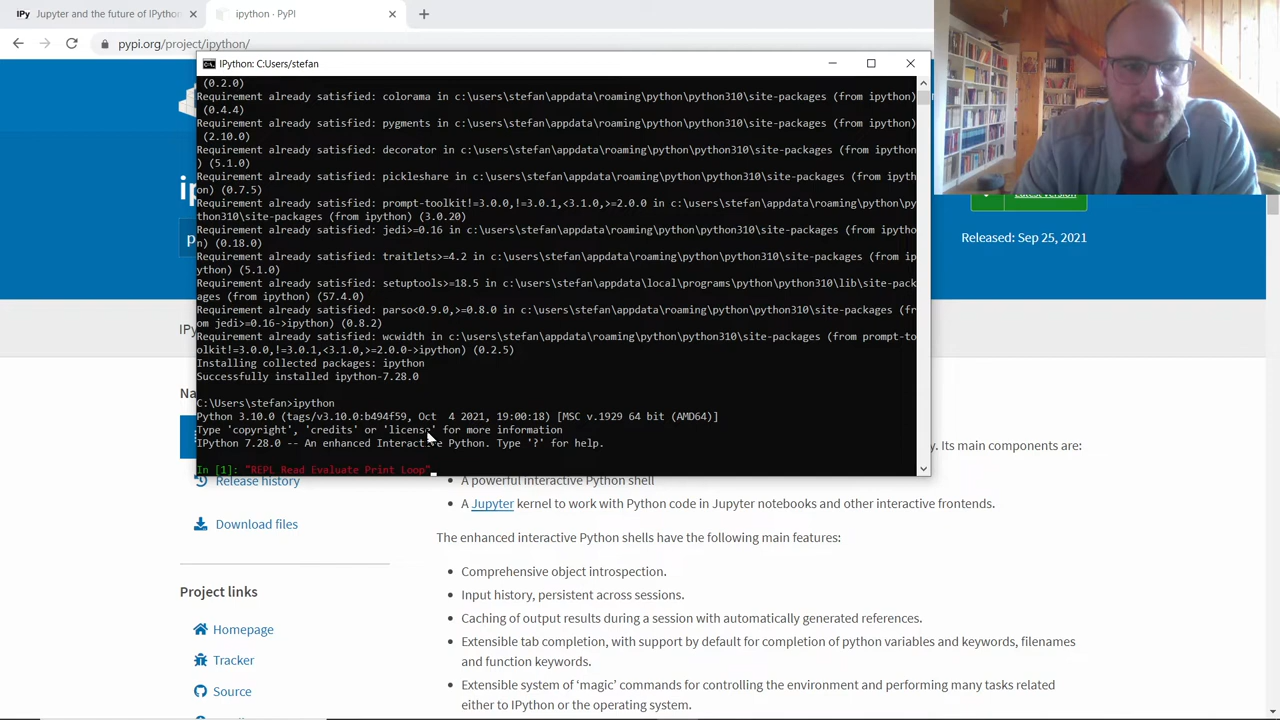 IPy Jupyter and the future of IPython
ipython · PyPI
pypi.org/project/ipython/
IPython: C:Users/stefan
(0.2.0)
Requirement already satisfied: colorama in c:\users\stefan\appdata\roaming\python\python310\site-packages (from ipython)
(0.4.4)
Requirement already satisfied: pygments in c:\users\stefan\appdata\roaming\python\python310\site-packages (from ipython)
(2.10.0)
Requirement already satisfied: decorator in c:\users\stefan\appdata\roaming\python\python310\site-packages (from ipython
) (5.1.0)
Requirement already satisfied: pickleshare in c:\users\stefan\appdata\roaming\python\python310\site-packages (from ipyth
on) (0.7.5)
Requirement already satisfied: prompt-toolkit!=3.0.0,!=3.0.1,<3.1.0,>=2.0.0 in c:\users\stefan\appdata\roaming\python\py
thon310\site-packages (from ipython) (3.0.20)
Requirement already satisfied: jedi>=0.16 in c:\users\stefan\appdata\roaming\python\python310\site-packages (from ipytho
n) (0.18.0)
Requirement already satisfied: traitlets>=4.2 in c:\users\stefan\appdata\roaming\python\python310\site-packages (from ip
ython) (5.1.0)
Requirement already satisfied: setuptools>=18.5 in c:\users\stefan\appdata\local\programs\python\python310\lib\site-pack
ages (from ipython) (57.4.0)
Requirement already satisfied: parso<0.9.0,>=0.8.0 in c:\users\stefan\appdata\roaming\python\python310\site-packages (fr
om jedi>=0.16->ipython) (0.8.2)
Requirement already satisfied: wcwidth in c:\users\stefan\appdata\roaming\python\python310\site-packages (from prompt-to
olkit!=3.0.0,!=3.0.1,<3.1.0,>=2.0.0->ipython) (0.2.5)
Installing collected packages: ipython
Successfully installed ipython-7.28.0
C:\Users\stefan>ipython
Python 3.10.0 (tags/v3.10.0:b494f59, Oct  4 2021, 19:00:18) [MSC v.1929 64 bit (AMD64)]
Type 'copyright', 'credits' or 'license' for more information
IPython 7.28.0 -- An enhanced Interactive Python. Type '?' for help.
In [1]: "REPL Read Evaluate Print Loop"
Latest version
Released: Sep 25, 2021
Release history
Download files
Project links
Homepage
Tracker
Source
y. Its main components are:
A powerful interactive Python shell
A Jupyter kernel to work with Python code in Jupyter notebooks and other interactive frontends.
The enhanced interactive Python shells have the following main features:
Comprehensive object introspection.
Input history, persistent across sessions.
Caching of output results during a session with automatically generated references.
Extensible tab completion, with support by default for completion of python variables and keywords, filenames
and function keywords.
Extensible system of ‘magic’ commands for controlling the environment and performing many tasks related
either to IPython or the operating system.